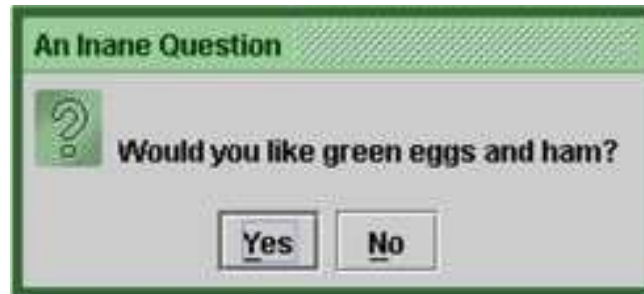 An Inane Question
Would you like green eggs and ham?
Yes No